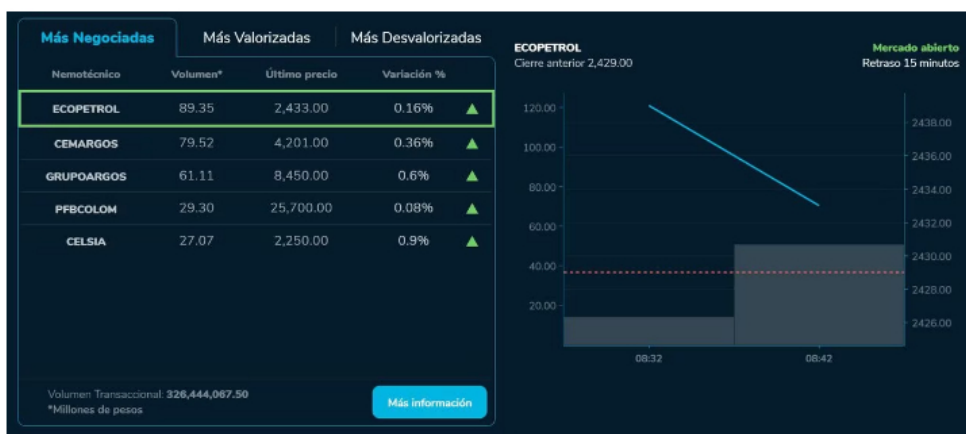 Más Negociadas Más Valorizadas Más Desvalorizadas
Nemotécnico Volumen* Último precio Variación %
ECOPETROL 89.35 2,433.00 0.16%
CEMARGOS 79.52 4,201.00 0.36%
GRUPOARGOS 61.11 8,450.00 0.6%
PFBCOLOM 29.30 25,700.00 0.08%
CELSIA 27.07 2,250.00 0.9%
Volumen Transaccional: 326,444,067.50
*Millones de pesos
Más información
ECOPETROL
Cierre anterior 2,429.00
Mercado abierto
Retraso 15 minutos
120.00
100.00
80.00
60.00
40.00
20.00
2438.00
2436.00
2434.00
2432.00
2430.00
2428.00
2426.00
08:32 08:42